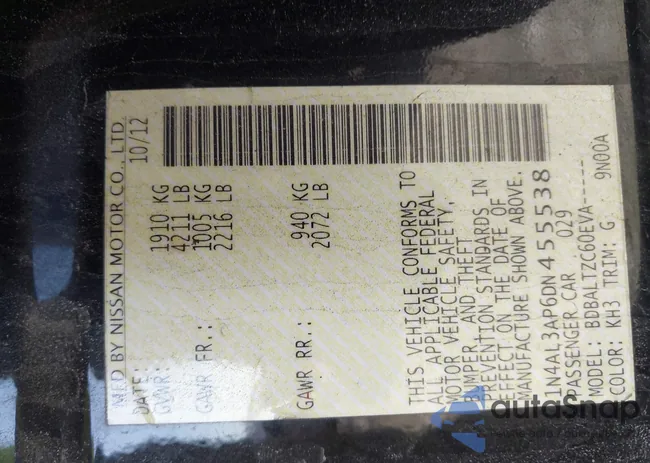 MFD BY NISSAN MOTOR CO., LTD.
DATE: 10/12
GVWR: 1910 KG
4211 LB
GAWR FR.: 1005 KG
2216 LB
GAWR RR.: 940 KG
2072 LB
THIS VEHICLE CONFORMS TO
ALL APPLICABLE FEDERAL
MOTOR VEHICLE SAFETY,
BUMPER, AND THEFT
PREVENTION STANDARDS IN
EFFECT ON THE DATE OF
MANUFACTURE SHOWN ABOVE.
1N4AL3AP6DN455538
PASSENGER CAR 029
MODEL: BDBALTZC60EVA-----
COLOR: KH3 TRIM: G 9N00A
autoSnap